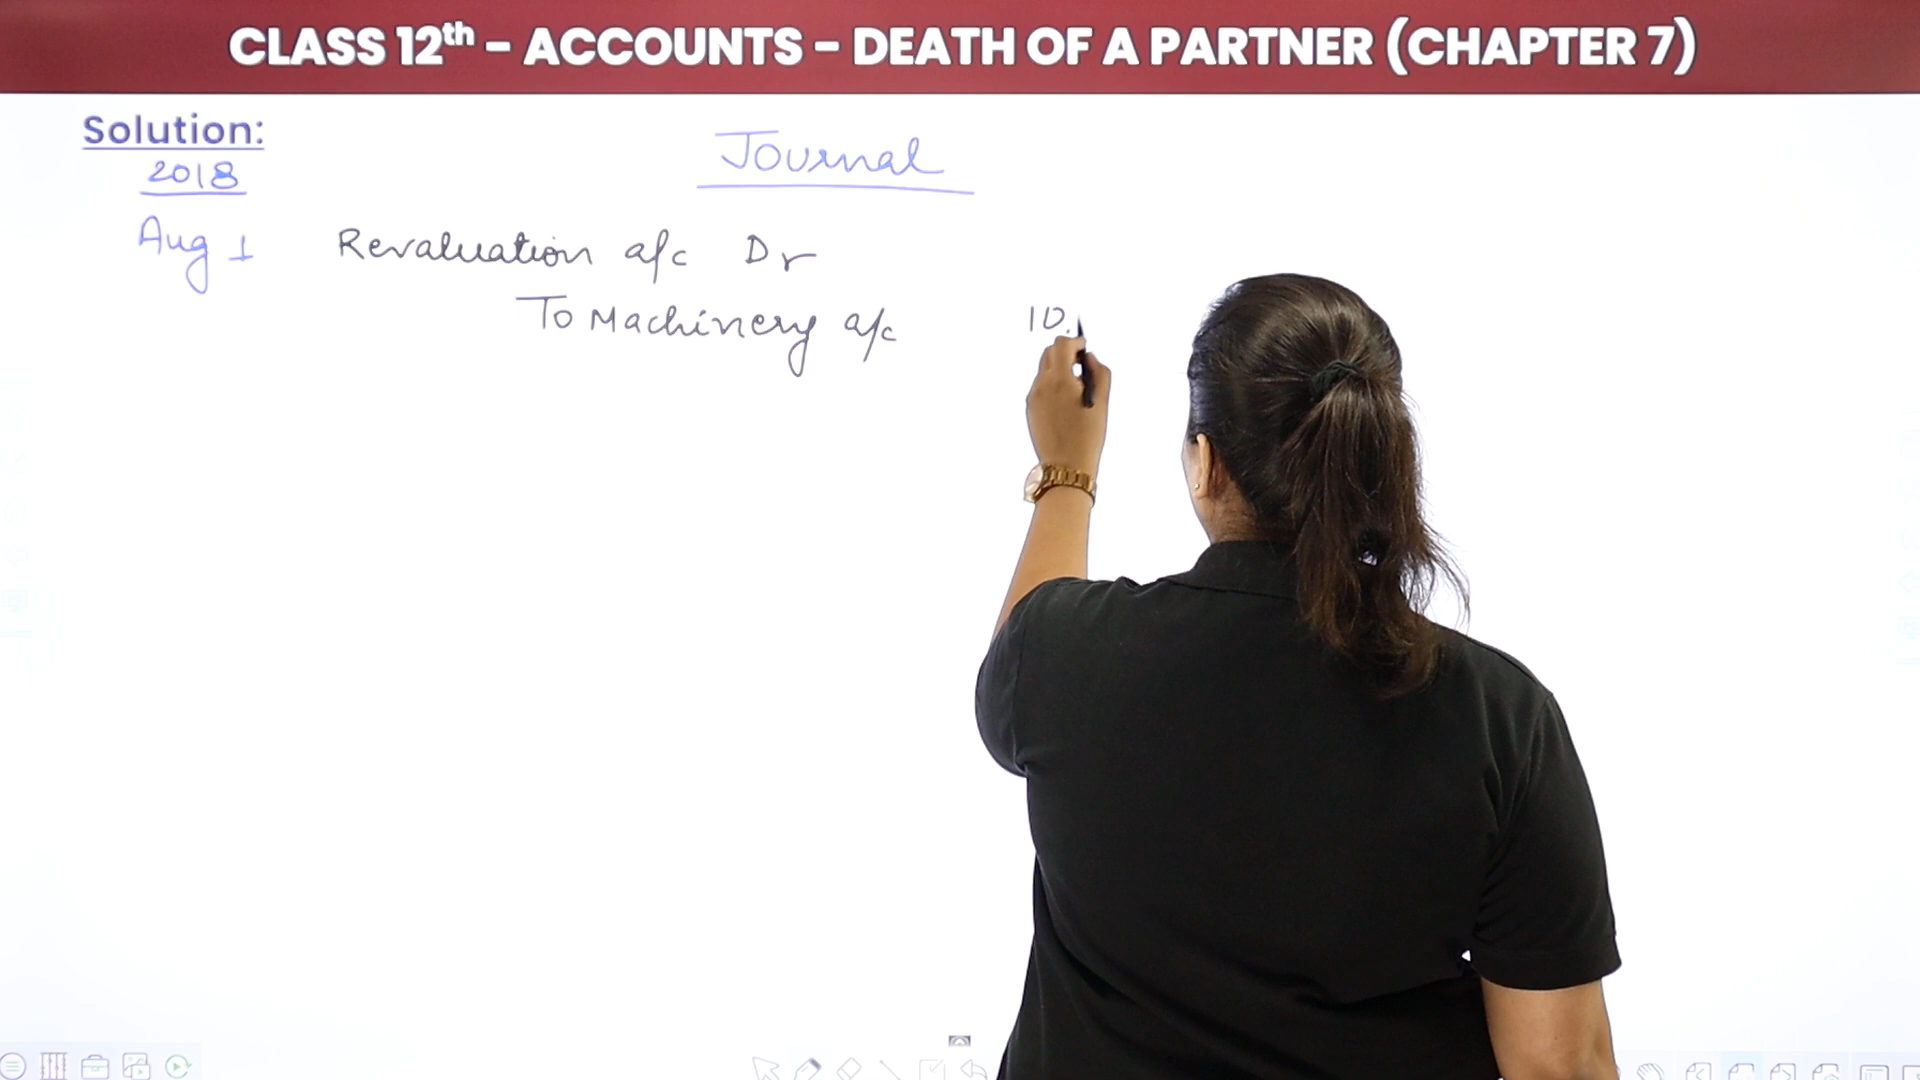 CLASS 12th - ACCOUNTS - DEATH OF A PARTNER (CHAPTER 7)
Solution:
Journal
2018
Aug 1 Revaluation a/c Dr
To Machinery a/c 10,